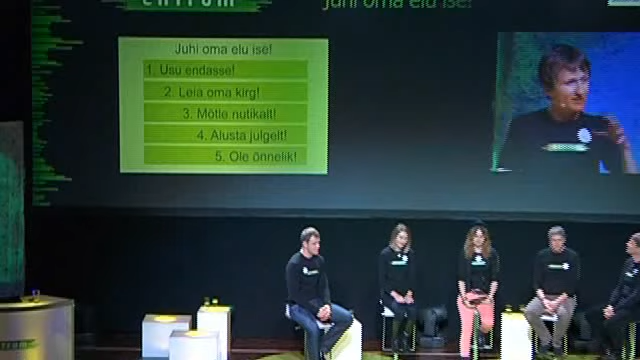 ENTRUM
Juhi oma elu ise!
Juhi oma elu ise!
1. Usu endasse!
2. Leia oma kirg!
3. Mõtle nutikalt!
4. Alusta julgelt!
5. Ole õnnelik!